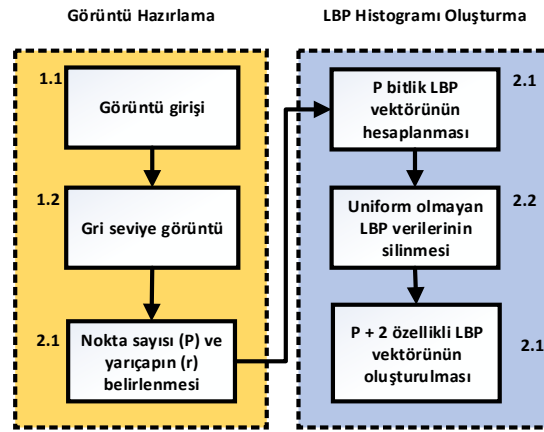 Görüntü Hazırlama
1.1
Görüntü girişi
1.2
Gri seviye görüntü
2.1
Nokta sayısı (P) ve
yarıçapın (r)
belirlenmesi
LBP Histogramı Oluşturma
2.1
P bitlik LBP
vektörünün
hesaplanması
2.2
Uniform olmayan
LBP verilerinin
silinmesi
2.1
P + 2 özellikli LBP
vektörünün
oluşturulması